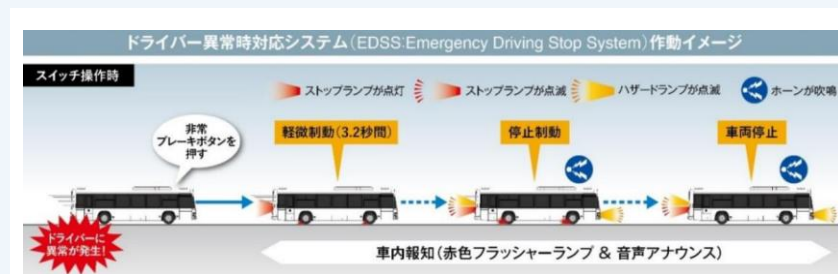 ドライバー異常時対応システム(EDSS:Emergency Driving Stop System)作動イメージ
スイッチ操作時
ストップランプが点灯
ストップランプが点滅
ハザードランプが点滅
ホーンが吹鳴
非常
ブレーキボタンを
押す
軽微制動(3.2秒間)
停止制動
車両停止
ドライバーに
異常が発生!
車内報知(赤色フラッシャーランプ & 音声アナウンス)